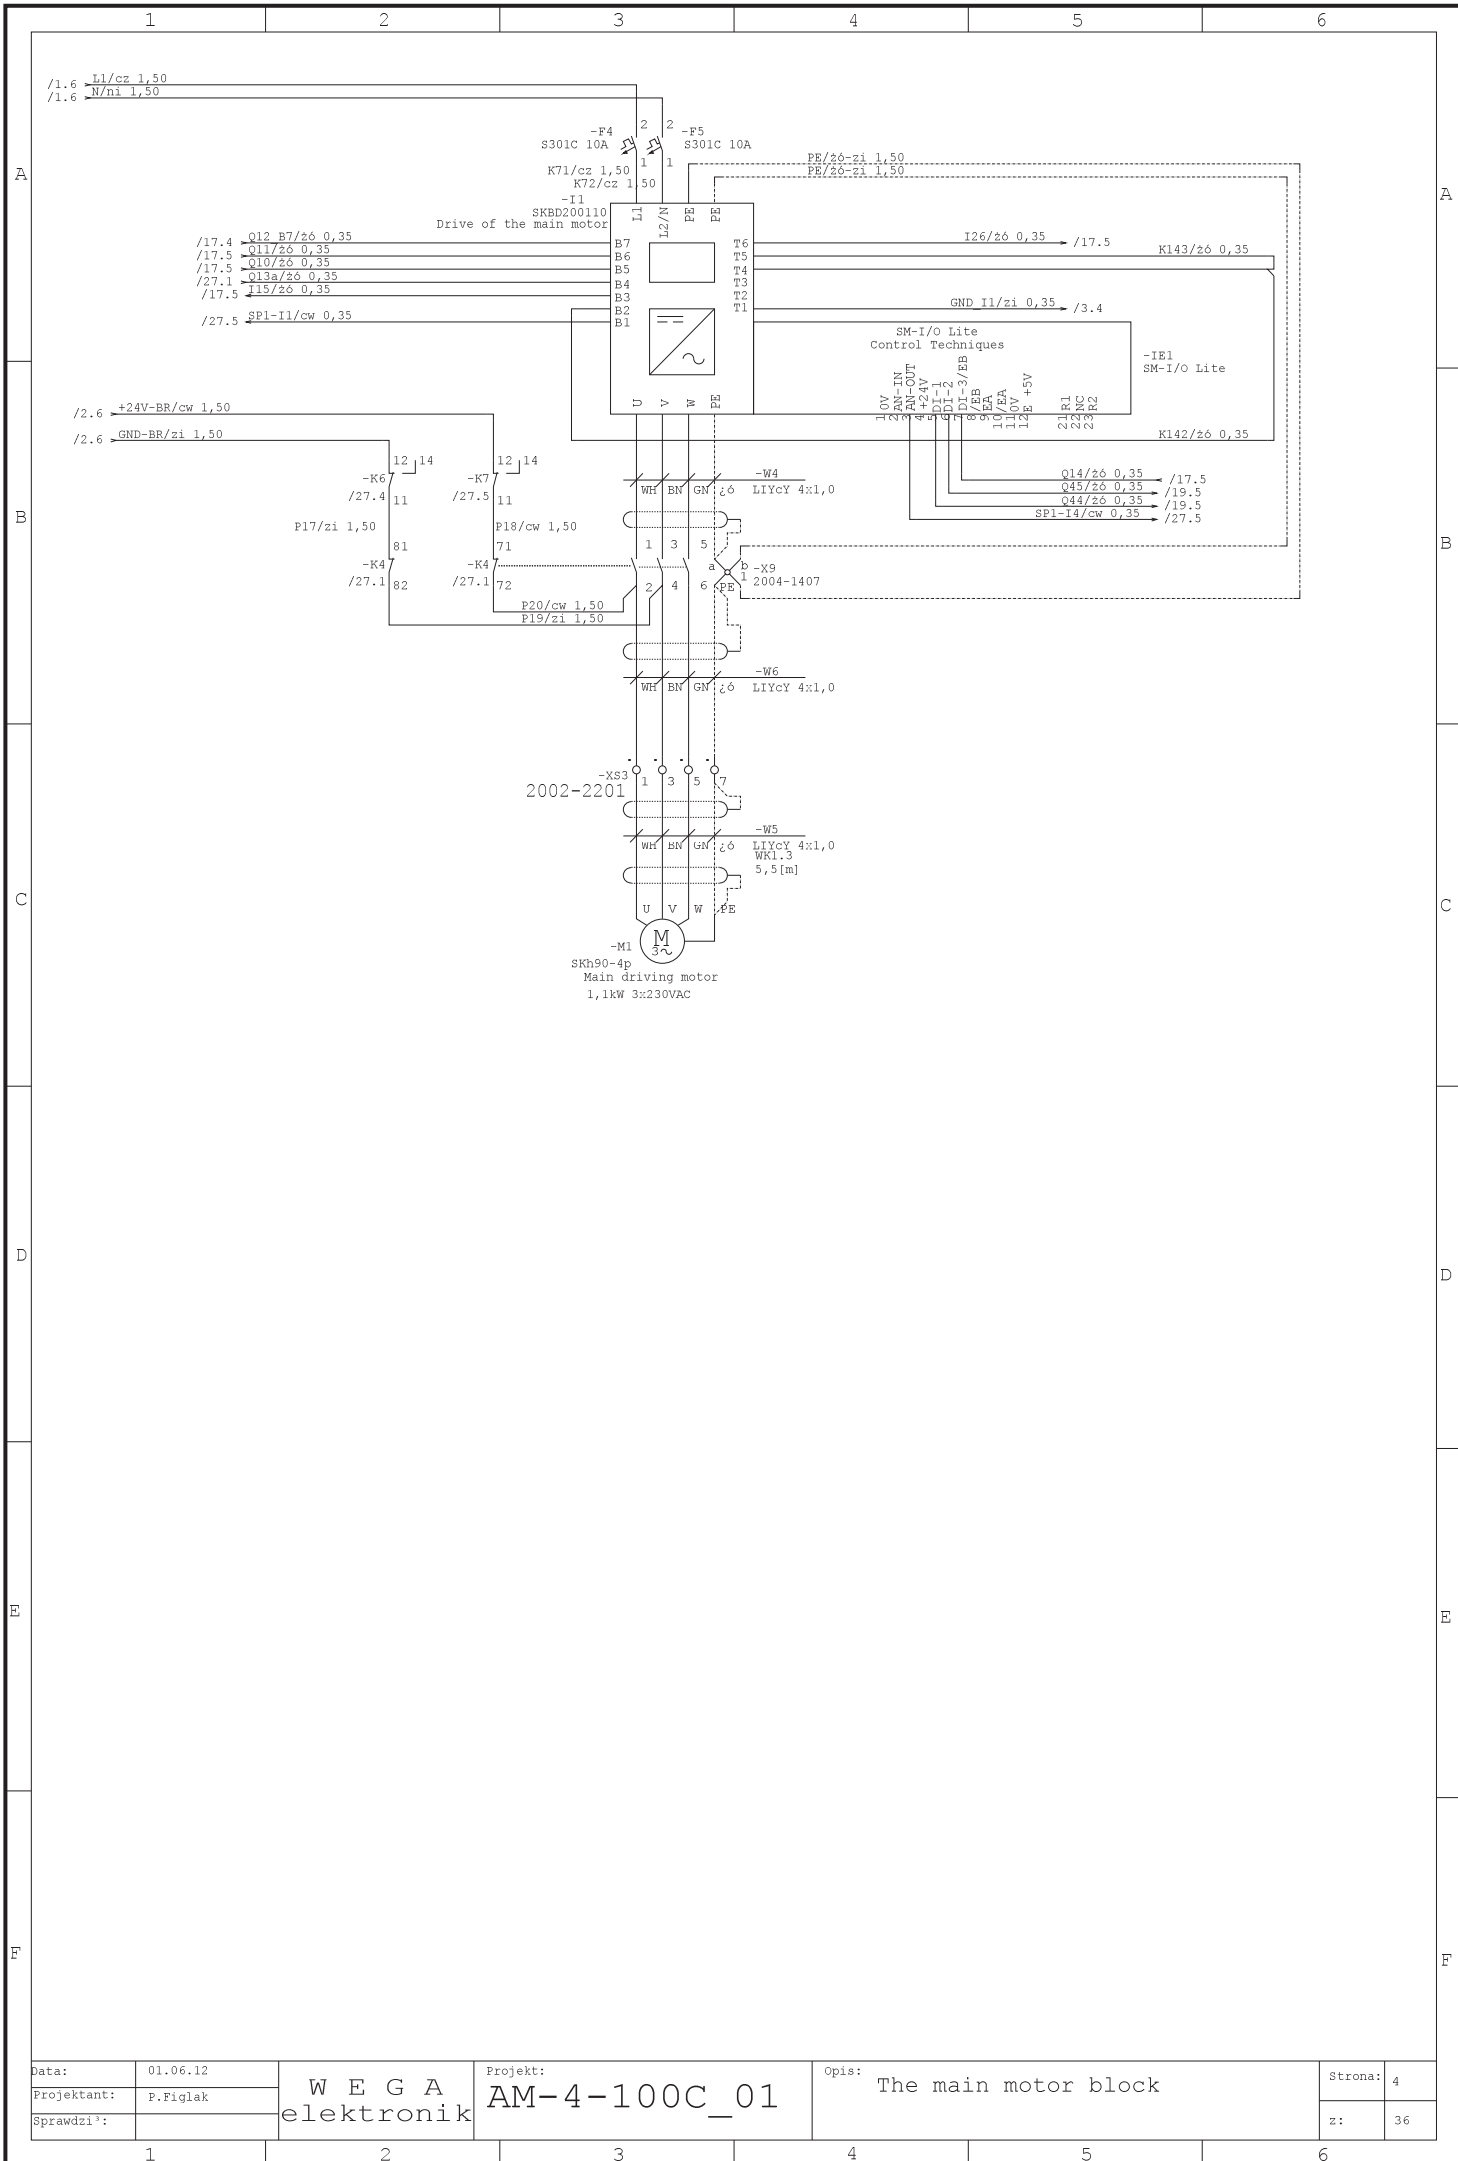 1 2 3 4 5 6
L1/cz 1,50
/1.6
N/ni 1,50
/1.6
2 2
-F4 -F5
S301C 10A S301C 10A
1 1
PE/żó-zi 1,50
PE/żó-zi 1,50
A A
K71/cz 1,50
K72/cz 1,50
-I1
SKBD200110
Drive of the main motor
L1 L2/N PE PE
/17.4 Q12_B7/żó 0,35 B7
/17.5 Q11/żó 0,35 B6
/17.5 Q10/żó 0,35 B5
/27.1 Q13a/żó 0,35 B4
/17.5 I15/żó 0,35 B3
B2
/27.5 SP1-I1/cw 0,35 B1
T6 I26/żó 0,35 /17.5
T5 K143/żó 0,35
T4
T3
T2
T1 GND_I1/zi 0,35 /3.4
SM-I/O Lite
Control Techniques
-IE1
SM-I/O Lite
1 0V
2 AN-IN
3 AN-OUT
4 +24V
5 DI-1
6 DI-2
7 DI-3/EB
8 /EB
9 EA
10 /EA
11 0V
12 E +5V
21 R1
22 NC
23 R2
U V W PE
/2.6 +24V-BR/cw 1,50
/2.6 GND-BR/zi 1,50
K142/żó 0,35
12 14 12 14
-K6 -K7
/27.4 11 /27.5 11
-W4
WH BN GN ¿ó LIYcY 4x1,0
Q14/żó 0,35 /17.5
Q45/żó 0,35 /19.5
Q44/żó 0,35 /19.5
SP1-I4/cw 0,35 /27.5
B B
P17/zi 1,50 P18/cw 1,50
81 71 1 3 5
-K4 -K4 a b -X9
/27.1 82 /27.1 72 2 4 6 PE 1 2004-1407
P20/cw 1,50
P19/zi 1,50
-W6
WH BN GN ¿ó LIYcY 4x1,0
-XS3 1 3 5 7
2002-2201
-W5
WH BN GN ¿ó LIYcY 4x1,0
WK1.3
5,5[m]
C C
U V W PE
-M1 M
3~
SKh90-4p
Main driving motor
1,1kW 3x230VAC
D D
E E
F F
Data: 01.06.12
Projektant: P.Figlak
Sprawdzi³:
W E G A
elektronik
Projekt:
AM-4-100C_01
Opis:
The main motor block
Strona: 4
z: 36
1 2 3 4 5 6